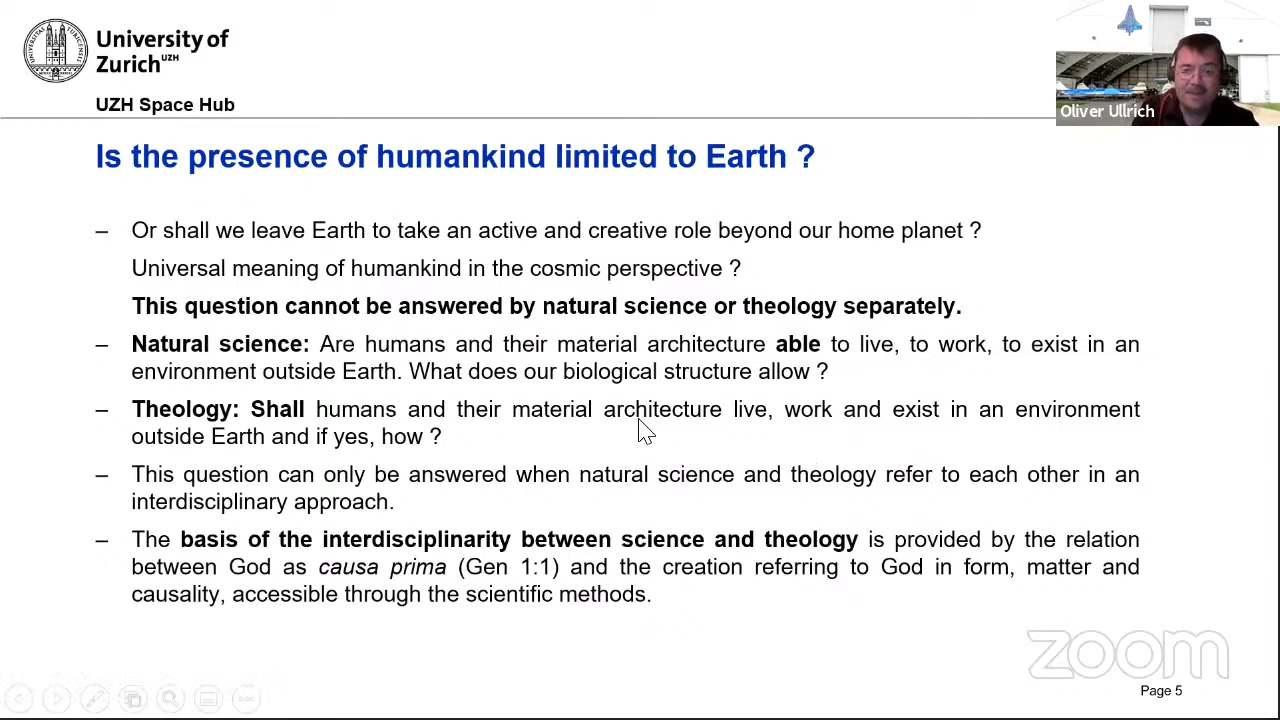 University of
Zurich UZH
UZH Space Hub
Oliver Ullrich
Is the presence of humankind limited to Earth ?
– Or shall we leave Earth to take an active and creative role beyond our home planet ?
Universal meaning of humankind in the cosmic perspective ?
This question cannot be answered by natural science or theology separately.
– Natural science: Are humans and their material architecture able to live, to work, to exist in an
environment outside Earth. What does our biological structure allow ?
– Theology: Shall humans and their material architecture live, work and exist in an environment
outside Earth and if yes, how ?
– This question can only be answered when natural science and theology refer to each other in an
interdisciplinary approach.
– The basis of the interdisciplinarity between science and theology is provided by the relation
between God as causa prima (Gen 1:1) and the creation referring to God in form, matter and
causality, accessible through the scientific methods.
zoom
Page 5